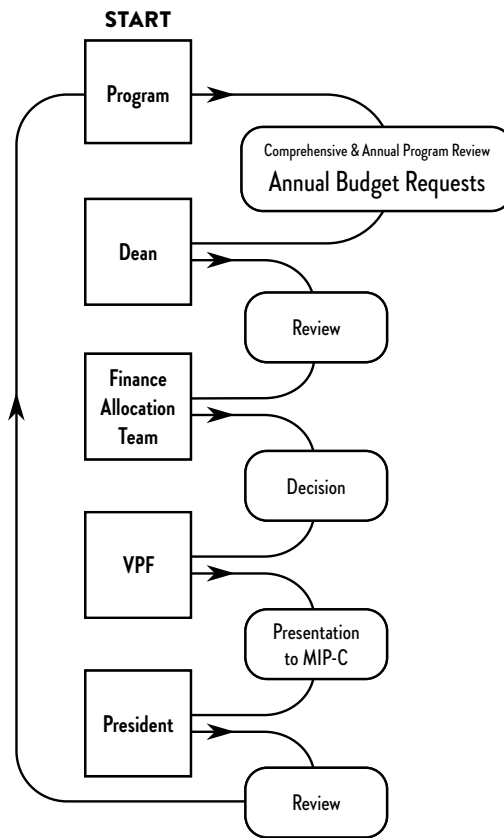 START
Program
Comprehensive & Annual Program Review
Annual Budget Requests
Dean
Review
Finance
Allocation
Team
Decision
VPF
Presentation
to MIP-C
President
Review